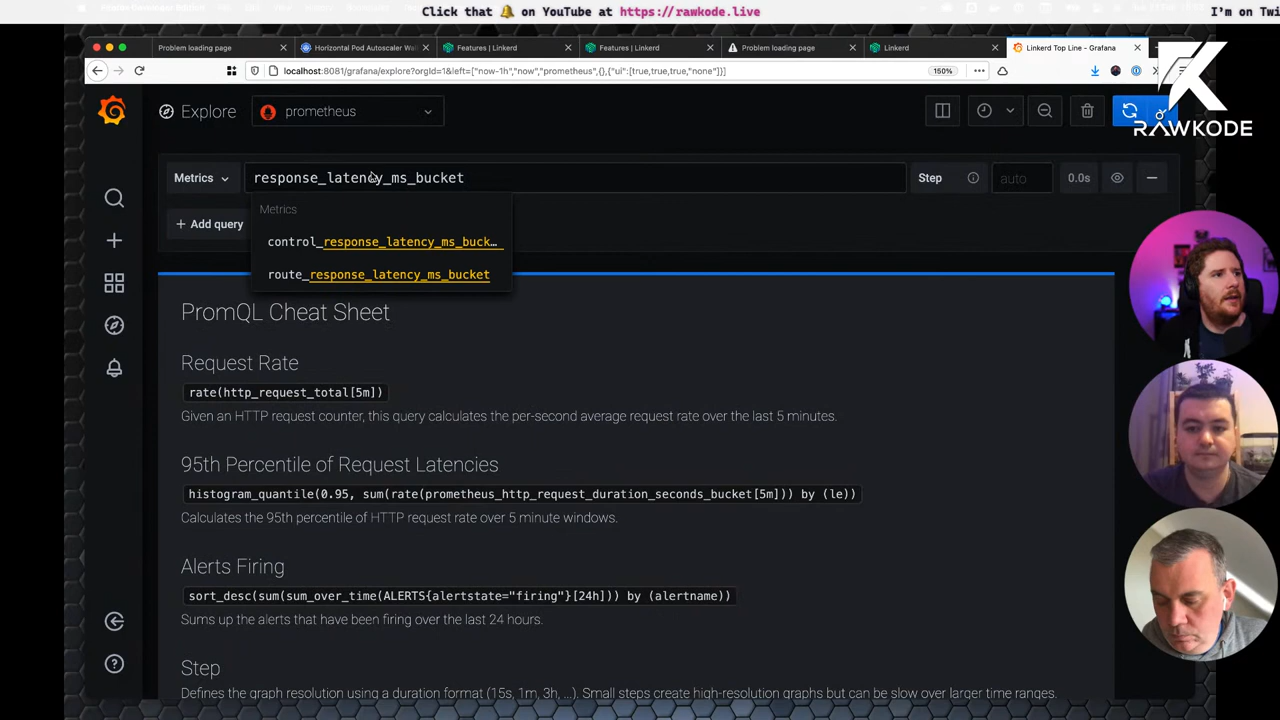 Click that 🔔 on YouTube at https://rawkode.live
I'm on Twi
Problem loading page
Horizontal Pod Autoscaler Wal
Features | Linkerd
Features | Linkerd
Problem loading page
Linkerd
Linkerd Top Line - Grafana
localhost:8081/grafana/explore?orgId=1&left=["now-1h","now","prometheus",{},{"ui":[true,true,true,"none"]}]
150%
RAWKODE
Explore
prometheus
Metrics
response_latency_ms_bucket
Step
auto
0.0s
Metrics
+ Add query
control_response_latency_ms_buck…
route_response_latency_ms_bucket
PromQL Cheat Sheet
Request Rate
rate(http_request_total[5m])
Given an HTTP request counter, this query calculates the per-second average request rate over the last 5 minutes.
95th Percentile of Request Latencies
histogram_quantile(0.95, sum(rate(prometheus_http_request_duration_seconds_bucket[5m])) by (le))
Calculates the 95th percentile of HTTP request rate over 5 minute windows.
Alerts Firing
sort_desc(sum(sum_over_time(ALERTS{alertstate="firing"}[24h])) by (alertname))
Sums up the alerts that have been firing over the last 24 hours.
Step
Defines the graph resolution using a duration format (15s, 1m, 3h, ...). Small steps create high-resolution graphs but can be slow over larger time ranges.